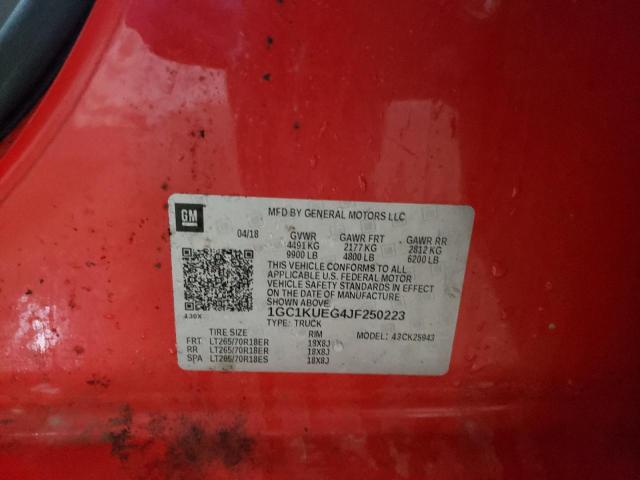 GM
MFD BY GENERAL MOTORS LLC
04/18 GVWR GAWR FRT GAWR RR
4491 KG 2177 KG 2812 KG
9900 LB 4800 LB 6200 LB
THIS VEHICLE CONFORMS TO ALL
APPLICABLE U.S. FEDERAL MOTOR
VEHICLE SAFETY STANDARDS IN EFFECT
ON THE DATE OF MANUFACTURE
SHOWN ABOVE.
1GC1KUEG4JF250223
TYPE: TRUCK
TIRE SIZE RIM MODEL:
FRT LT265/70R18ER 18X8J
RR LT265/70R18ER 18X8J
SPA LT265/70R18ES 18X8J